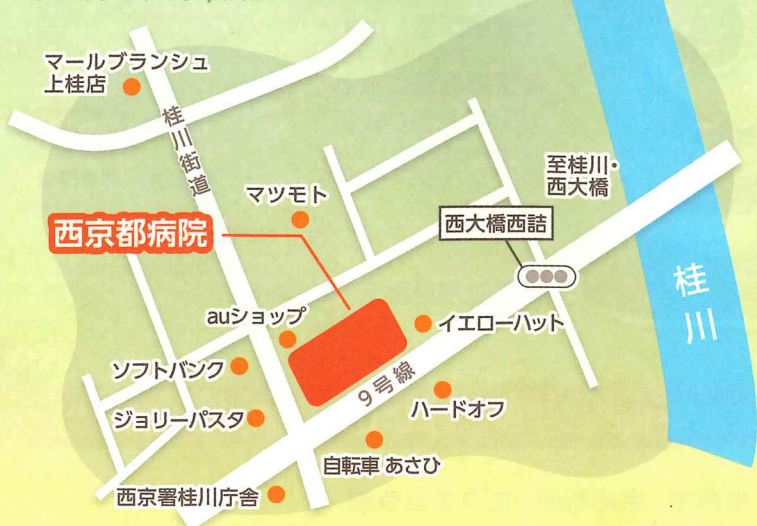 マールブランシュ
上桂店
桂川街道
至桂川・
西大橋
マツモト
西大橋西詰
西京都病院
桂川
auショップ
イエローハット
ソフトバンク
9号線
ハードオフ
ジョリーパスタ
自転車 あさひ
西京署桂川庁舎